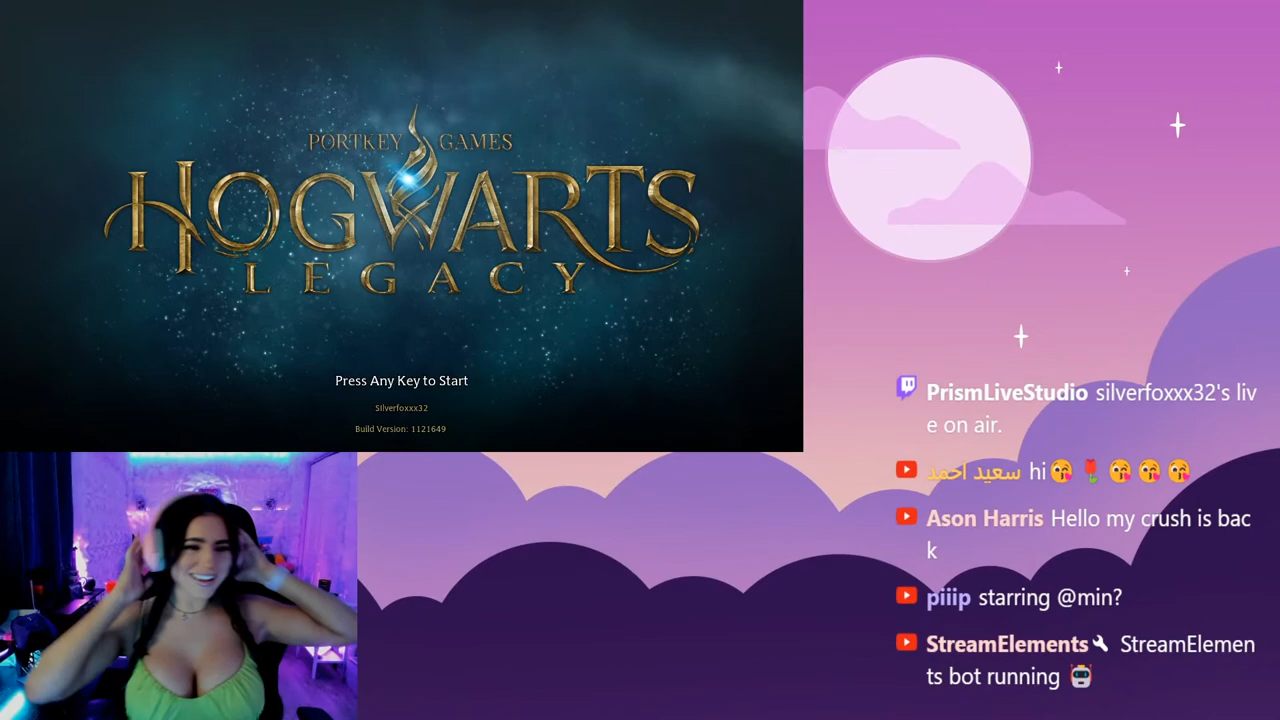 PORTKEY GAMES
HOGWARTS
LEGACY
Press Any Key to Start
Silverfoxxx32
Build Version: 1121649
PrismLiveStudio silverfoxxx32's liv
e on air.
سعيد احمد hi😘🌷😘😘😘
Ason Harris Hello my crush is bac
k
piiip starring @min?
StreamElements🔧 StreamElemen
ts bot running 🤖